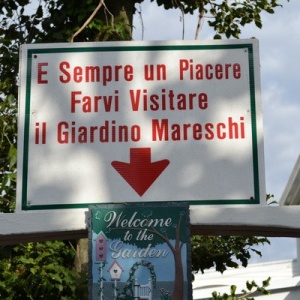 E Sempre un Piacere
Farvi Visitare
il Giardino Mareschi
Welcome
to the
Garden